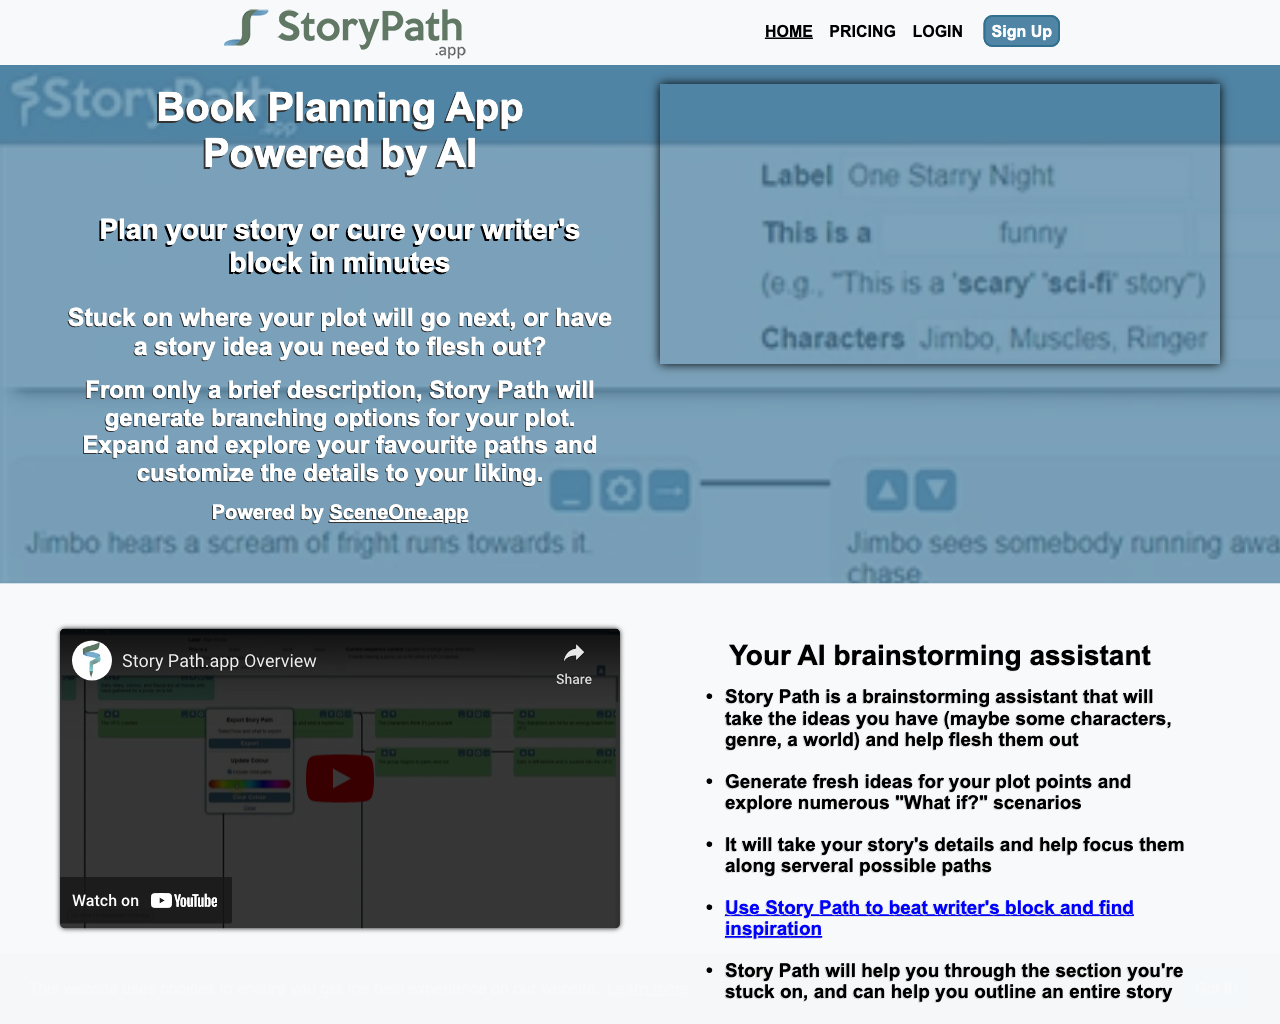 StoryPath
.app
HOME PRICING LOGIN Sign Up
StoryPath
.app
Book Planning App
Powered by AI
Plan your story or cure your writer's
block in minutes
Stuck on where your plot will go next, or have
a story idea you need to flesh out?
From only a brief description, Story Path will
generate branching options for your plot.
Expand and explore your favourite paths and
customize the details to your liking.
Powered by SceneOne.app
Label One Starry Night
This is a funny
(e.g., "This is a 'scary' 'sci-fi' story")
Characters Jimbo, Muscles, Ringer
Jimbo hears a scream of fright runs towards it.
Jimbo sees somebody running awa
chase.
Story Path.app Overview
Share
Export Story Path
Export
Update Colour
Close
Watch on YouTube
Your AI brainstorming assistant
• Story Path is a brainstorming assistant that will
take the ideas you have (maybe some characters,
genre, a world) and help flesh them out
• Generate fresh ideas for your plot points and
explore numerous "What if?" scenarios
• It will take your story's details and help focus them
along serveral possible paths
• Use Story Path to beat writer's block and find
inspiration
• Story Path will help you through the section you're
stuck on, and can help you outline an entire story